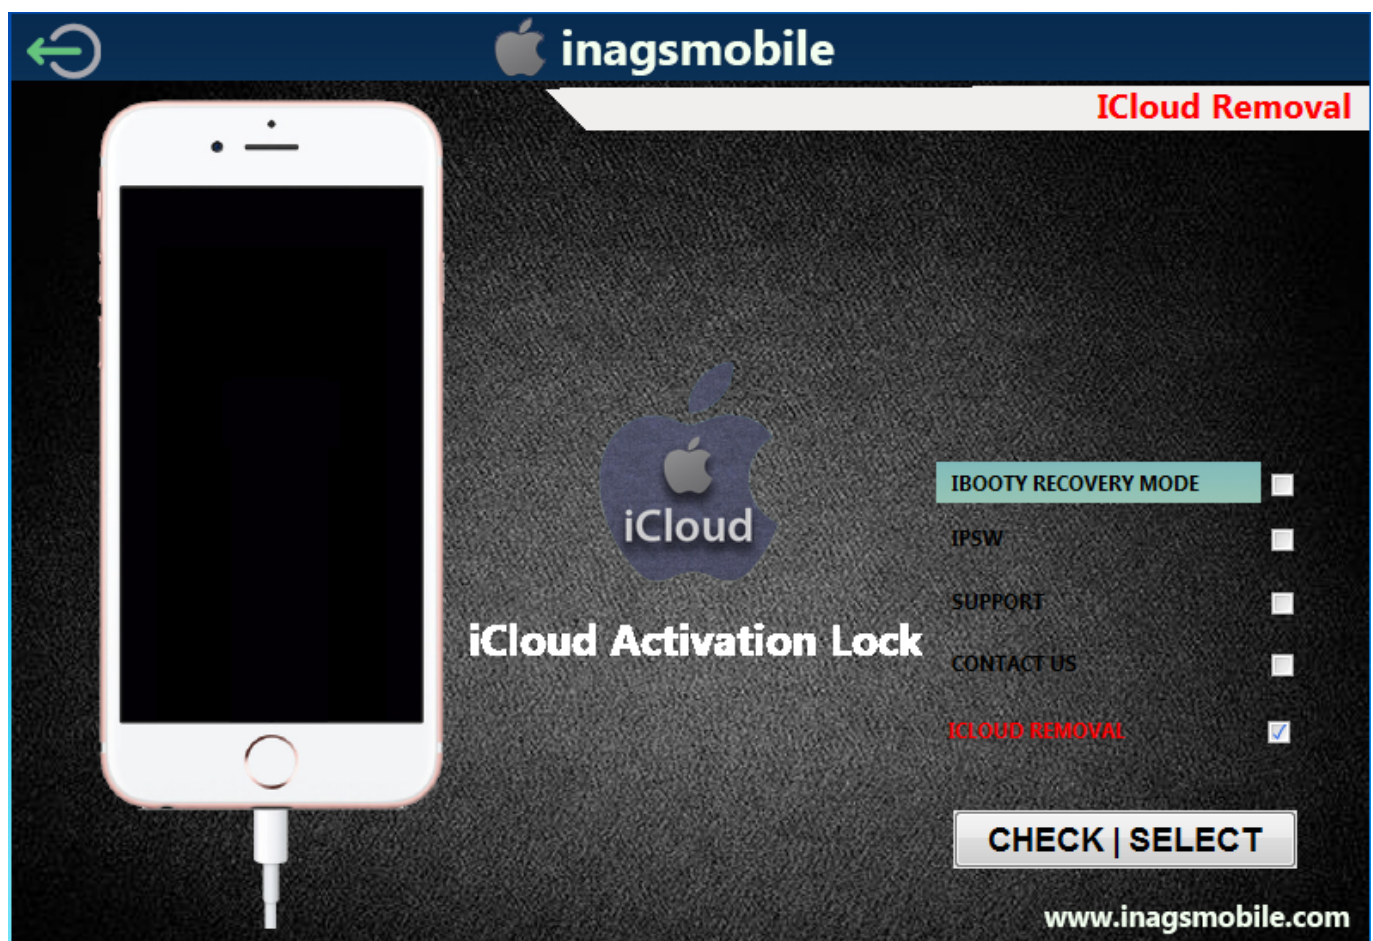 inagsmobile
ICloud Removal
iCloud
iCloud Activation Lock
IBOOTY RECOVERY MODE
IPSW
SUPPORT
CONTACT US
ICLOUD REMOVAL
CHECK | SELECT
www.inagsmobile.com